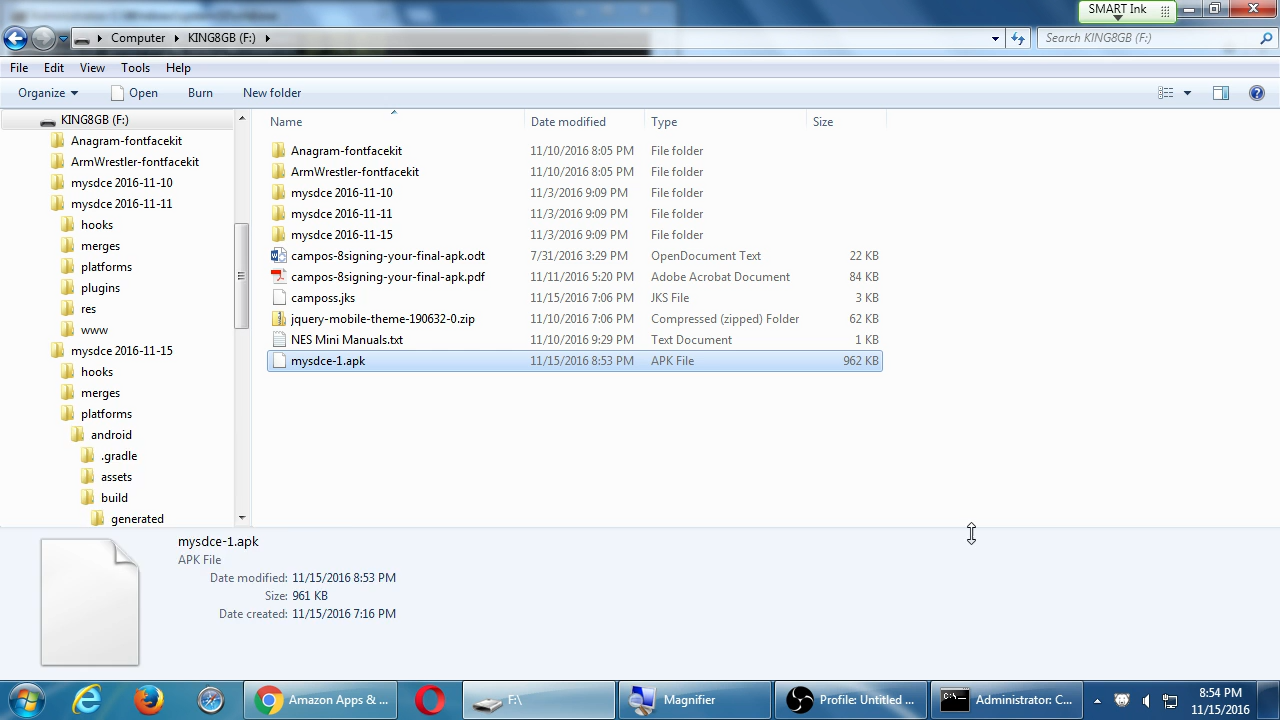 SMART Ink
Computer KING8GB (F:)
Search KING8GB (F:)
File Edit View Tools Help
Organize Open Burn New folder
KING8GB (F:)
Anagram-fontfacekit
ArmWrestler-fontfacekit
mysdce 2016-11-10
mysdce 2016-11-11
hooks
merges
platforms
plugins
res
www
mysdce 2016-11-15
hooks
merges
platforms
android
.gradle
assets
build
generated
Name Date modified Type Size
Anagram-fontfacekit 11/10/2016 8:05 PM File folder
ArmWrestler-fontfacekit 11/10/2016 8:05 PM File folder
mysdce 2016-11-10 11/3/2016 9:09 PM File folder
mysdce 2016-11-11 11/3/2016 9:09 PM File folder
mysdce 2016-11-15 11/3/2016 9:09 PM File folder
campos-8signing-your-final-apk.odt 7/31/2016 3:29 PM OpenDocument Text 22 KB
campos-8signing-your-final-apk.pdf 11/11/2016 5:20 PM Adobe Acrobat Document 84 KB
camposs.jks 11/15/2016 7:06 PM JKS File 3 KB
jquery-mobile-theme-190632-0.zip 11/10/2016 7:06 PM Compressed (zipped) Folder 62 KB
NES Mini Manuals.txt 11/10/2016 9:29 PM Text Document 1 KB
mysdce-1.apk 11/15/2016 8:53 PM APK File 962 KB
mysdce-1.apk
APK File
Date modified: 11/15/2016 8:53 PM
Size: 961 KB
Date created: 11/15/2016 7:16 PM
Amazon Apps & ... F:\ Magnifier Profile: Untitled ... Administrator: C... 8:54 PM
11/15/2016